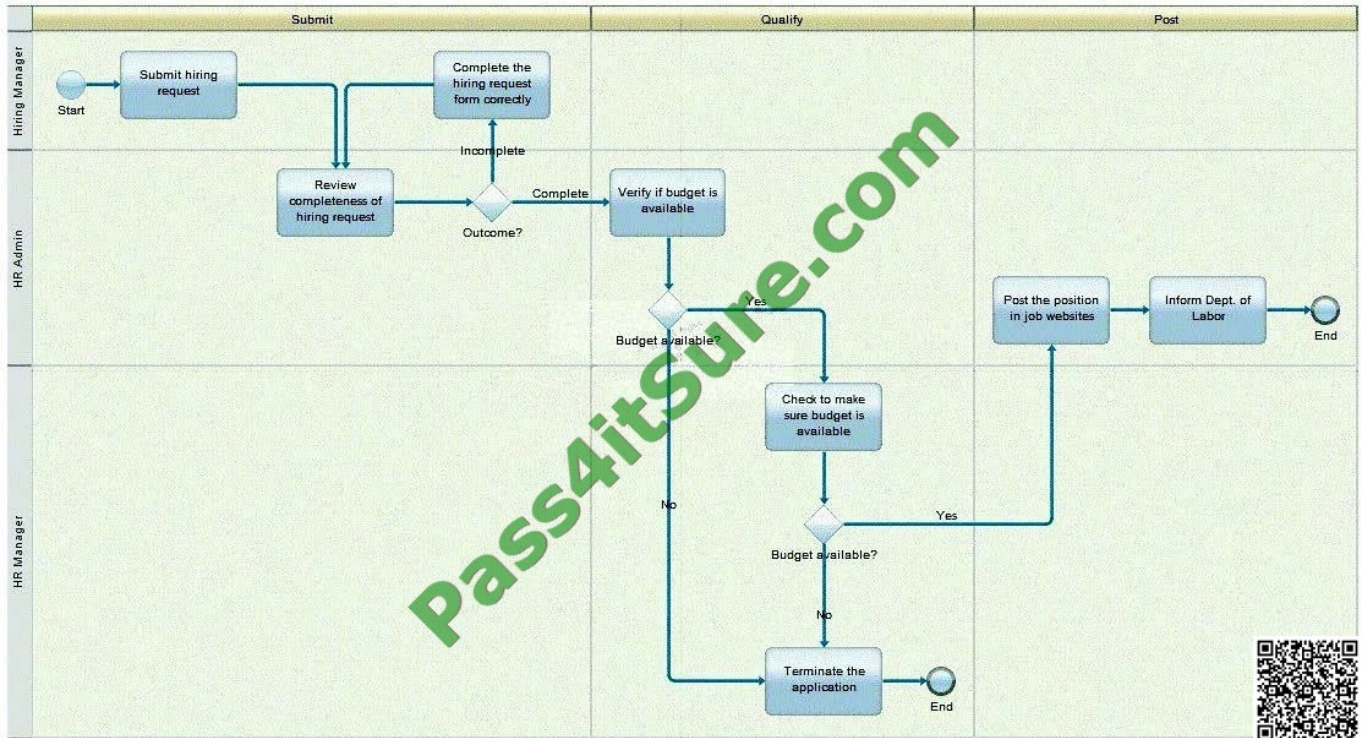 Submit
Qualify
Post
Hiring Manager
Start
Submit hiring
request
Complete the
hiring request
form correctly
Incomplete
HR Admin
Review
completeness of
hiring request
Outcome?
Complete
Verify if budget is
available
Budget available?
Yes
Post the position
in job websites
Inform Dept. of
Labor
End
HR Manager
Check to make
sure budget is
available
No
Budget available?
Yes
No
Terminate the
application
End
Pass4itSure.com